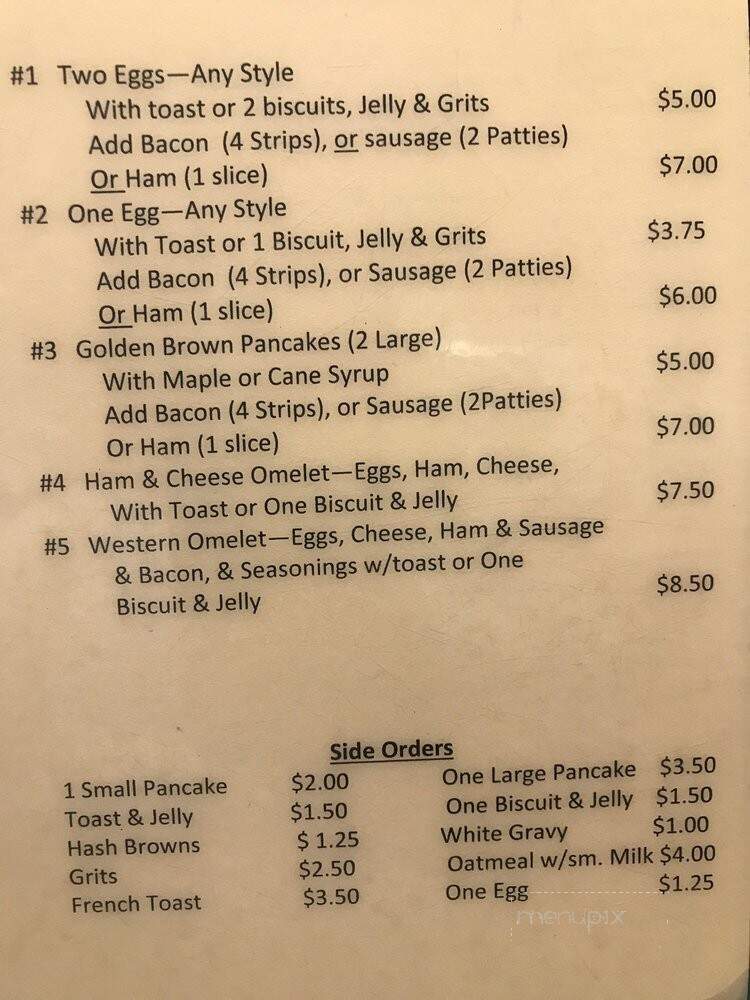 #1 Two Eggs—Any Style
With toast or 2 biscuits, Jelly & Grits $5.00
Add Bacon (4 Strips), or sausage (2 Patties)
Or Ham (1 slice) $7.00
#2 One Egg—Any Style
With Toast or 1 Biscuit, Jelly & Grits $3.75
Add Bacon (4 Strips), or Sausage (2 Patties)
Or Ham (1 slice) $6.00
#3 Golden Brown Pancakes (2 Large)
With Maple or Cane Syrup $5.00
Add Bacon (4 Strips), or Sausage (2Patties)
Or Ham (1 slice) $7.00
#4 Ham & Cheese Omelet—Eggs, Ham, Cheese,
With Toast or One Biscuit & Jelly $7.50
#5 Western Omelet—Eggs, Cheese, Ham & Sausage
& Bacon, & Seasonings w/toast or One
Biscuit & Jelly $8.50
Side Orders
1 Small Pancake $2.00 One Large Pancake $3.50
Toast & Jelly $1.50 One Biscuit & Jelly $1.50
Hash Browns $ 1.25 White Gravy $1.00
Grits $2.50 Oatmeal w/sm. Milk $4.00
French Toast $3.50 One Egg $1.25
menupix